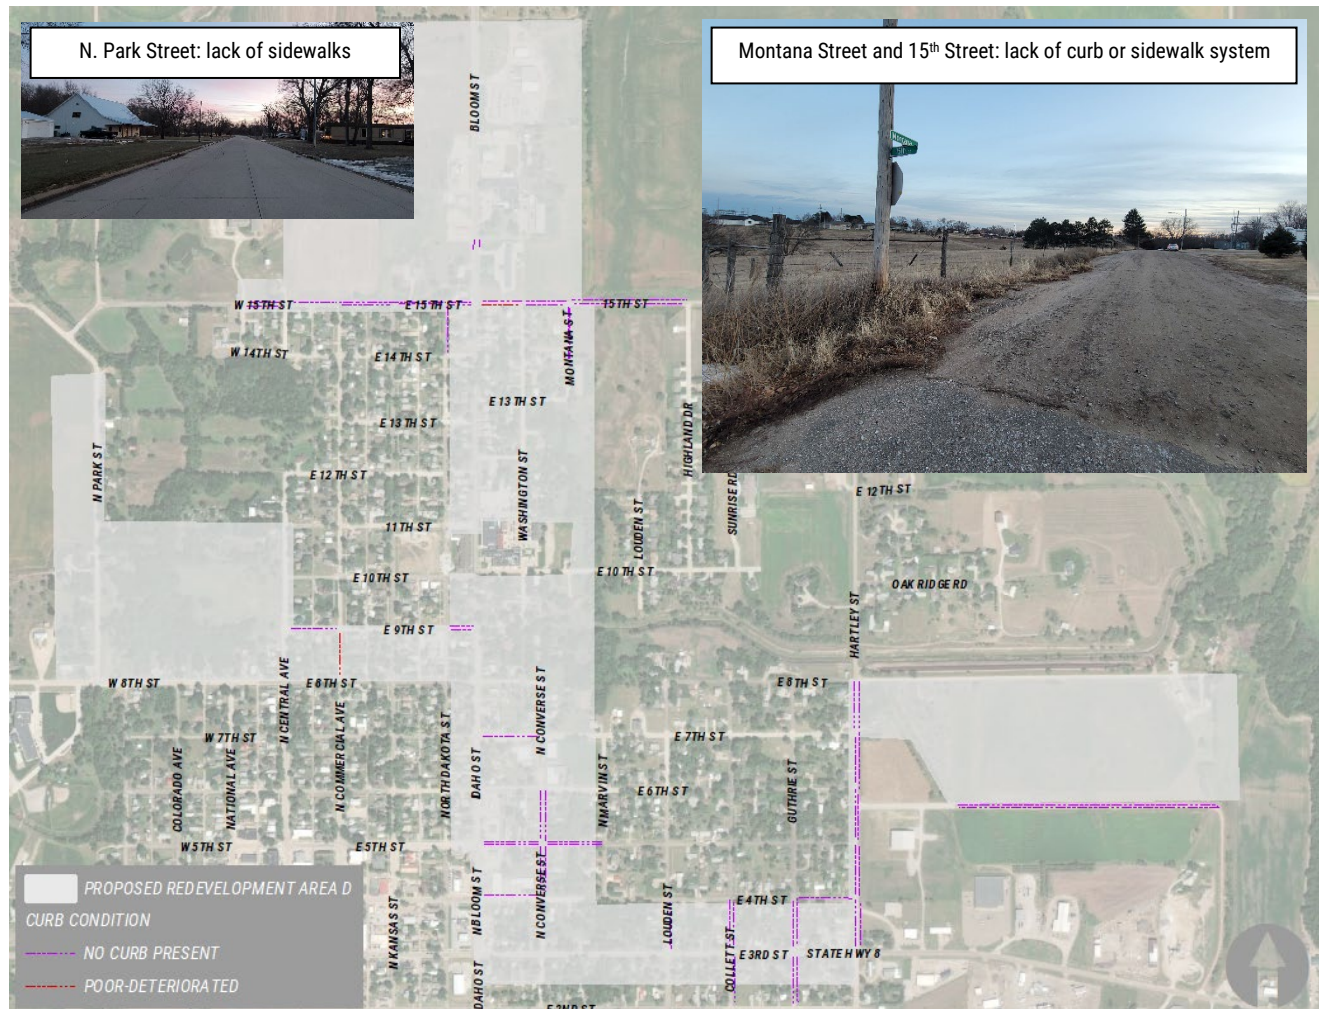 N. Park Street: lack of sidewalks
Montana Street and 15th Street: lack of curb or sidewalk system
BLOOM ST
W 15TH ST
E 15TH ST
15TH ST
MONTANA ST
W 14TH ST
E 14TH ST
E 13TH ST
E 13TH ST
HIGHLAND DR
N PARK ST
E 12TH ST
WASHINGTON ST
SUNRISE RD
E 12TH ST
11TH ST
LOUDEN ST
E 10TH ST
E 10TH ST
OAK RIDGE RD
HARTLEY ST
E 9TH ST
W 8TH ST
E 8TH ST
E 8TH ST
N CENTRAL AVE
N CONVERSE ST
N COMMERCIAL AVE
NORTH DAKOTA ST
W 7TH ST
E 7TH ST
COLORADO AVE
NATIONAL AVE
DAHO ST
N MARVIN ST
E 6TH ST
GUTHRIE ST
W 5TH ST
E 5TH ST
N BLOOM ST
N CONVERSE ST
N KANSAS ST
LOUDEN ST
E 4TH ST
COLLETT ST
E 3RD ST
STATE HWY 8
DAHO ST
PROPOSED REDEVELOPMENT AREA D
CURB CONDITION
NO CURB PRESENT
POOR-DETERIORATED